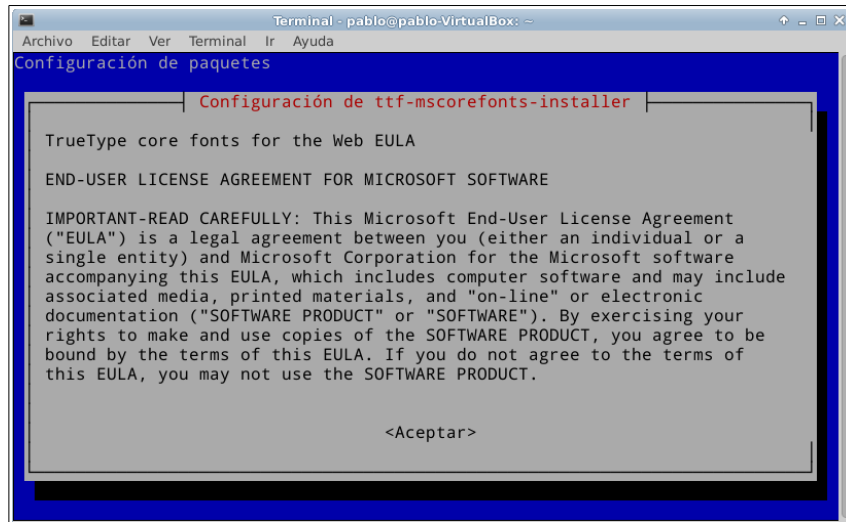 Terminal - pablo@pablo-VirtualBox: ~
Archivo Editar Ver Terminal Ir Ayuda
Configuración de paquetes
Configuración de ttf-mscorefonts-installer
TrueType core fonts for the Web EULA
END-USER LICENSE AGREEMENT FOR MICROSOFT SOFTWARE
IMPORTANT-READ CAREFULLY: This Microsoft End-User License Agreement
("EULA") is a legal agreement between you (either an individual or a
single entity) and Microsoft Corporation for the Microsoft software
accompanying this EULA, which includes computer software and may include
associated media, printed materials, and "on-line" or electronic
documentation ("SOFTWARE PRODUCT" or "SOFTWARE"). By exercising your
rights to make and use copies of the SOFTWARE PRODUCT, you agree to be
bound by the terms of this EULA. If you do not agree to the terms of
this EULA, you may not use the SOFTWARE PRODUCT.
<Aceptar>